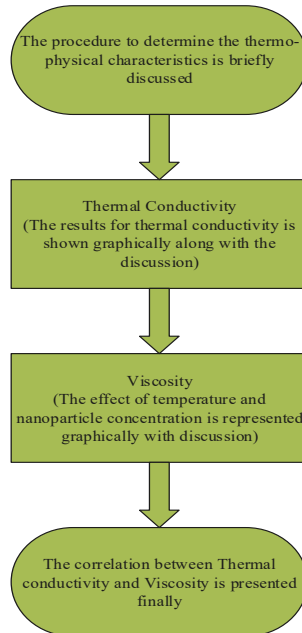 The procedure to determine the thermo-
physical characteristics is briefly
discussed
Thermal Conductivity
(The results for thermal conductivity is
shown graphically along with the
discussion)
Viscosity
(The effect of temperature and
nanoparticle concentration is represented
graphically with discussion)
The correlation between Thermal
conductivity and Viscosity is presented
finally